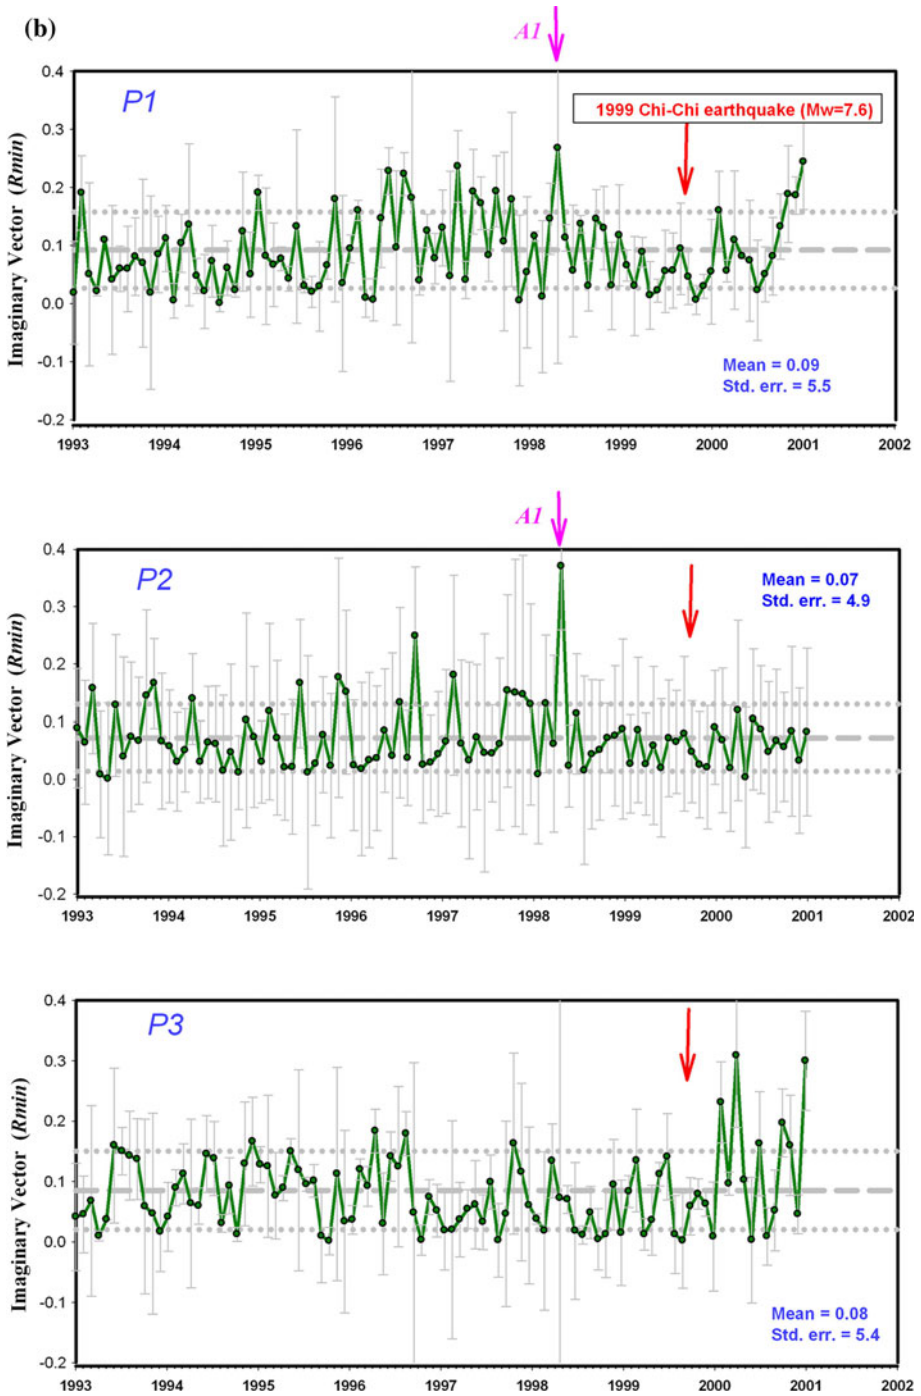 (b)
A1
0.4
P1
1999 Chi-Chi earthquake (Mw=7.6)
0.3
0.2
0.1
0.0
-0.1
-0.2
Imaginary Vector (Rmin)
Mean = 0.09
Std. err. = 5.5
1993 1994 1995 1996 1997 1998 1999 2000 2001 2002
A1
0.4
P2
Mean = 0.07
Std. err. = 4.9
0.3
0.2
0.1
0.0
-0.1
-0.2
Imaginary Vector (Rmin)
1993 1994 1995 1996 1997 1998 1999 2000 2001 2002
0.4
P3
0.3
0.2
0.1
0.0
-0.1
-0.2
Imaginary Vector (Rmin)
Mean = 0.08
Std. err. = 5.4
1993 1994 1995 1996 1997 1998 1999 2000 2001 2002